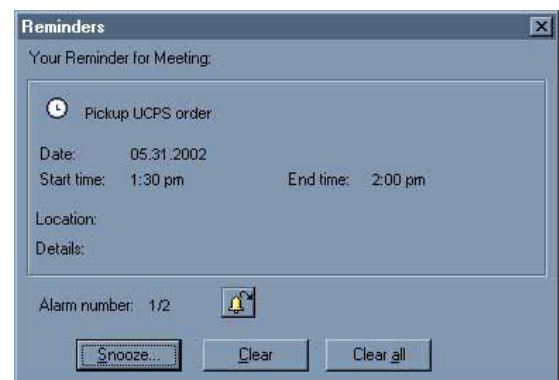 Reminders
Your Reminder for Meeting:
Pickup UCPS order
Date: 05.31.2002
Start time: 1:30 pm End time: 2:00 pm
Location:
Details:
Alarm number: 1/2
Snooze... Clear Clear all